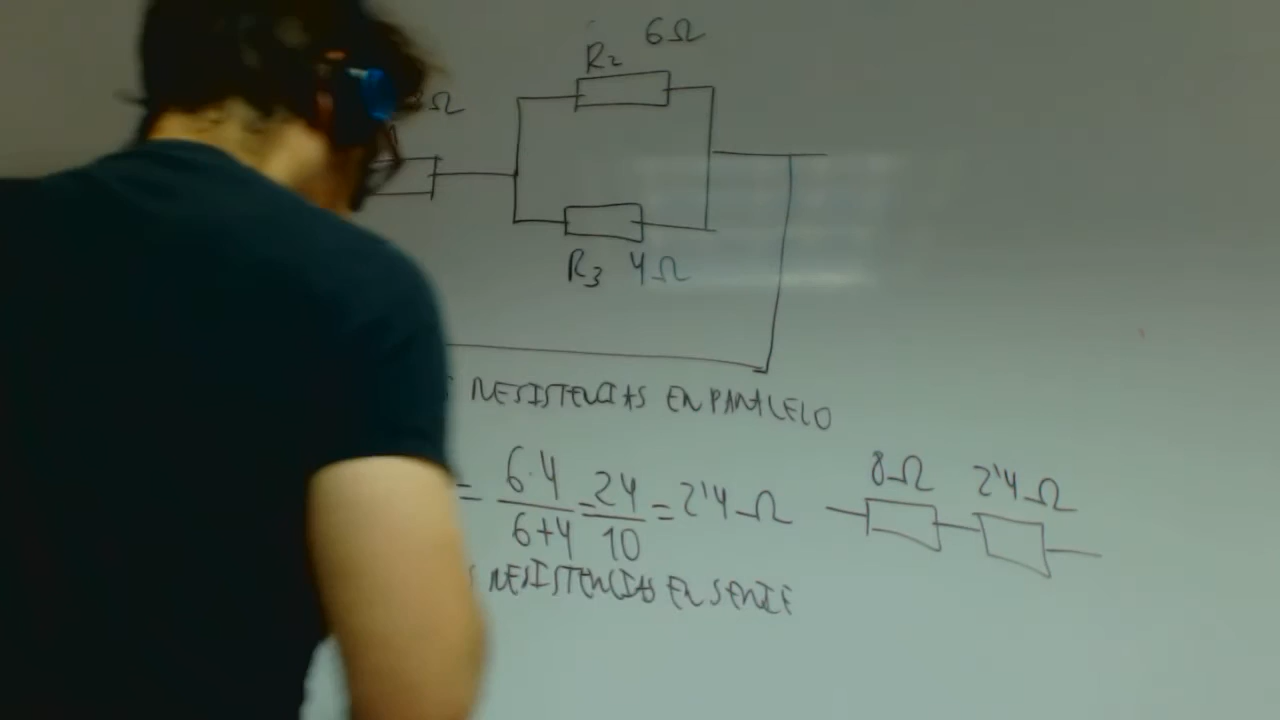 R2 6Ω
Ω
R3 4Ω
RESISTENCIAS EN PARALELO
= 6·4 / 6+4 = 24 / 10 = 2'4 Ω
8Ω 2'4 Ω
RESISTENCIAS EN SERIE